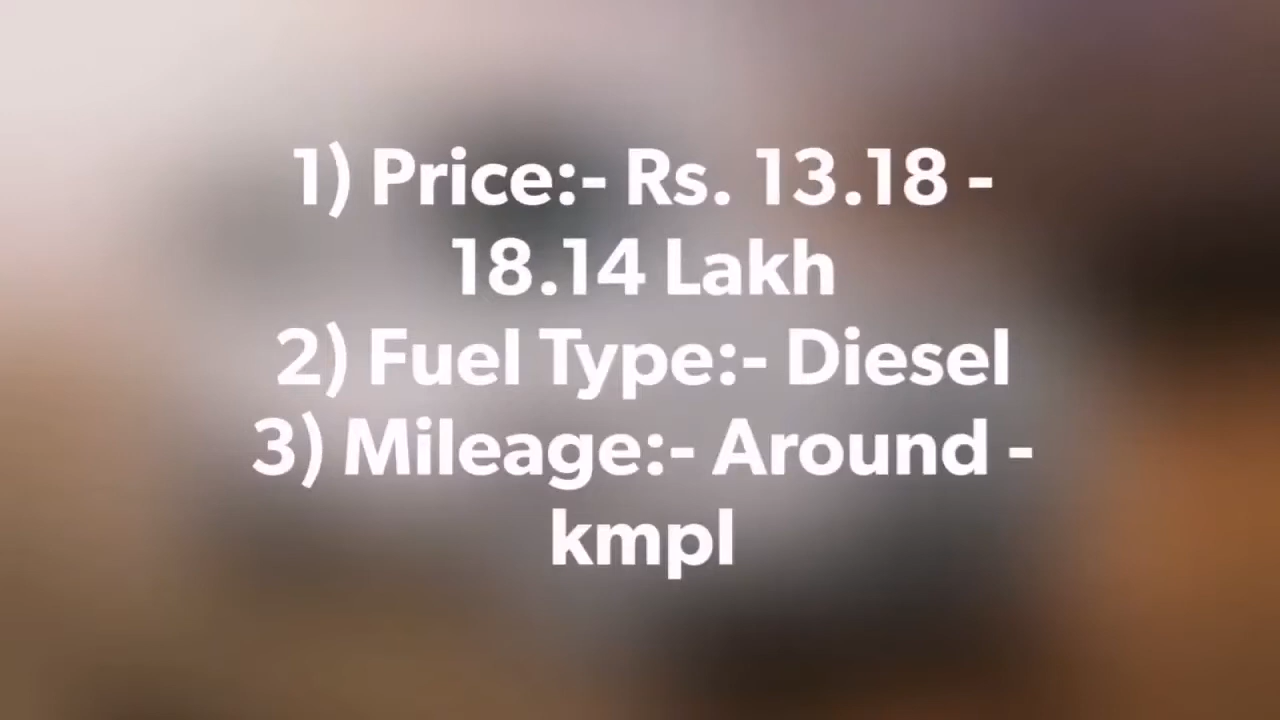 1) Price:- Rs. 13.18 -
18.14 Lakh
2) Fuel Type:- Diesel
3) Mileage:- Around -
kmpl